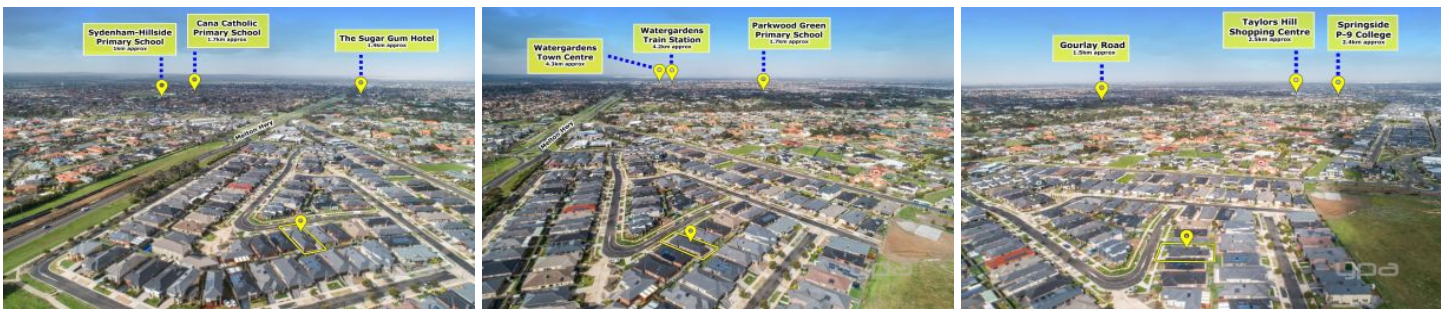 Sydenham-Hillside
Primary School
1km approx
Cana Catholic
Primary School
1.7km approx
The Sugar Gum Hotel
1.9km approx
Melton Hwy
Watergardens
Town Centre
4.3km approx
Watergardens
Train Station
4.2km approx
Parkwood Green
Primary School
1.7km approx
Melton Hwy
gpa
Gourlay Road
1.5km approx
Taylors Hill
Shopping Centre
2.5km approx
Springside
P-9 College
2.4km approx
gpa